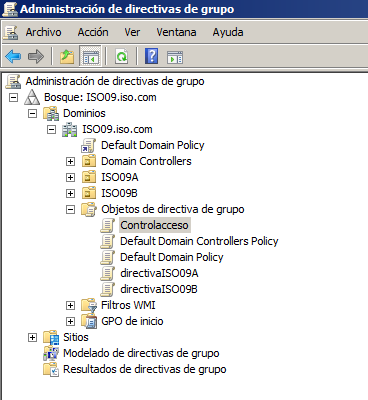 Administración de directivas de grupo
Archivo Acción Ver Ventana Ayuda
Administración de directivas de grupo
Bosque: ISO09.iso.com
Dominios
ISO09.iso.com
Default Domain Policy
Domain Controllers
ISO09A
ISO09B
Objetos de directiva de grupo
Controlacceso
Default Domain Controllers Policy
Default Domain Policy
directivaISO09A
directivaISO09B
Filtros WMI
GPO de inicio
Sitios
Modelado de directivas de grupo
Resultados de directivas de grupo